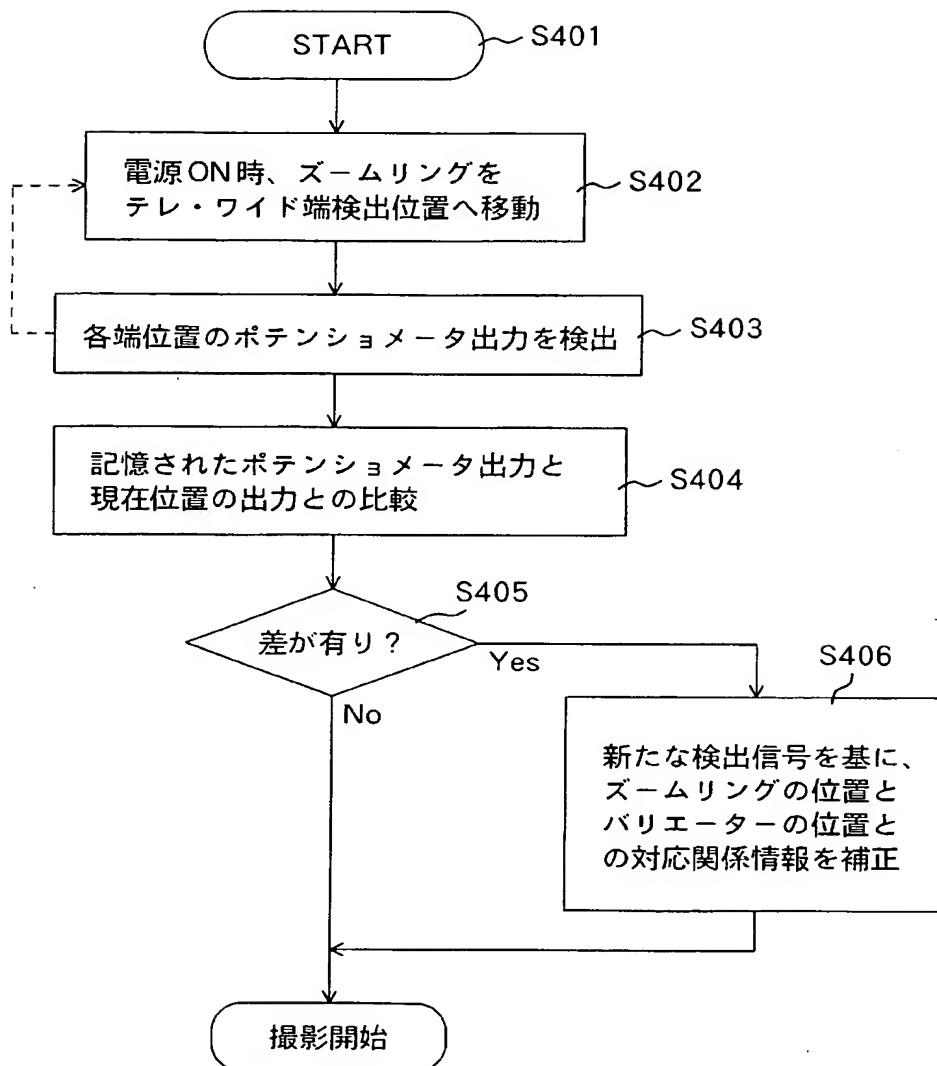 START
S401
電源ON時、ズームリングを
テレ・ワイド端検出位置へ移動
S402
各端位置のポテンショメータ出力を検出
S403
記憶されたポテンショメータ出力と
現在位置の出力との比較
S404
S405
差が有り？
Yes
No
S406
新たな検出信号を基に、
ズームリングの位置と
バリエーターの位置と
の対応関係情報を補正
撮影開始